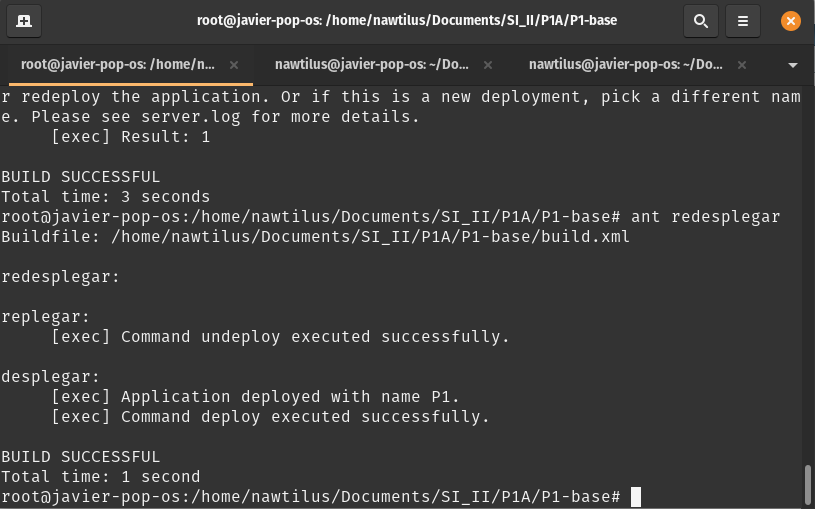 root@javier-pop-os: /home/nawtilus/Documents/SI_II/P1A/P1-base
root@javier-pop-os: /home/n...
nawtilus@javier-pop-os: ~/Do...
nawtilus@javier-pop-os: ~/Do...
r redeploy the application. Or if this is a new deployment, pick a different nam
e. Please see server.log for more details.
[exec] Result: 1
BUILD SUCCESSFUL
Total time: 3 seconds
root@javier-pop-os:/home/nawtilus/Documents/SI_II/P1A/P1-base# ant redesplegar
Buildfile: /home/nawtilus/Documents/SI_II/P1A/P1-base/build.xml
redesplegar:
replegar:
[exec] Command undeploy executed successfully.
desplegar:
[exec] Application deployed with name P1.
[exec] Command deploy executed successfully.
BUILD SUCCESSFUL
Total time: 1 second
root@javier-pop-os:/home/nawtilus/Documents/SI_II/P1A/P1-base#